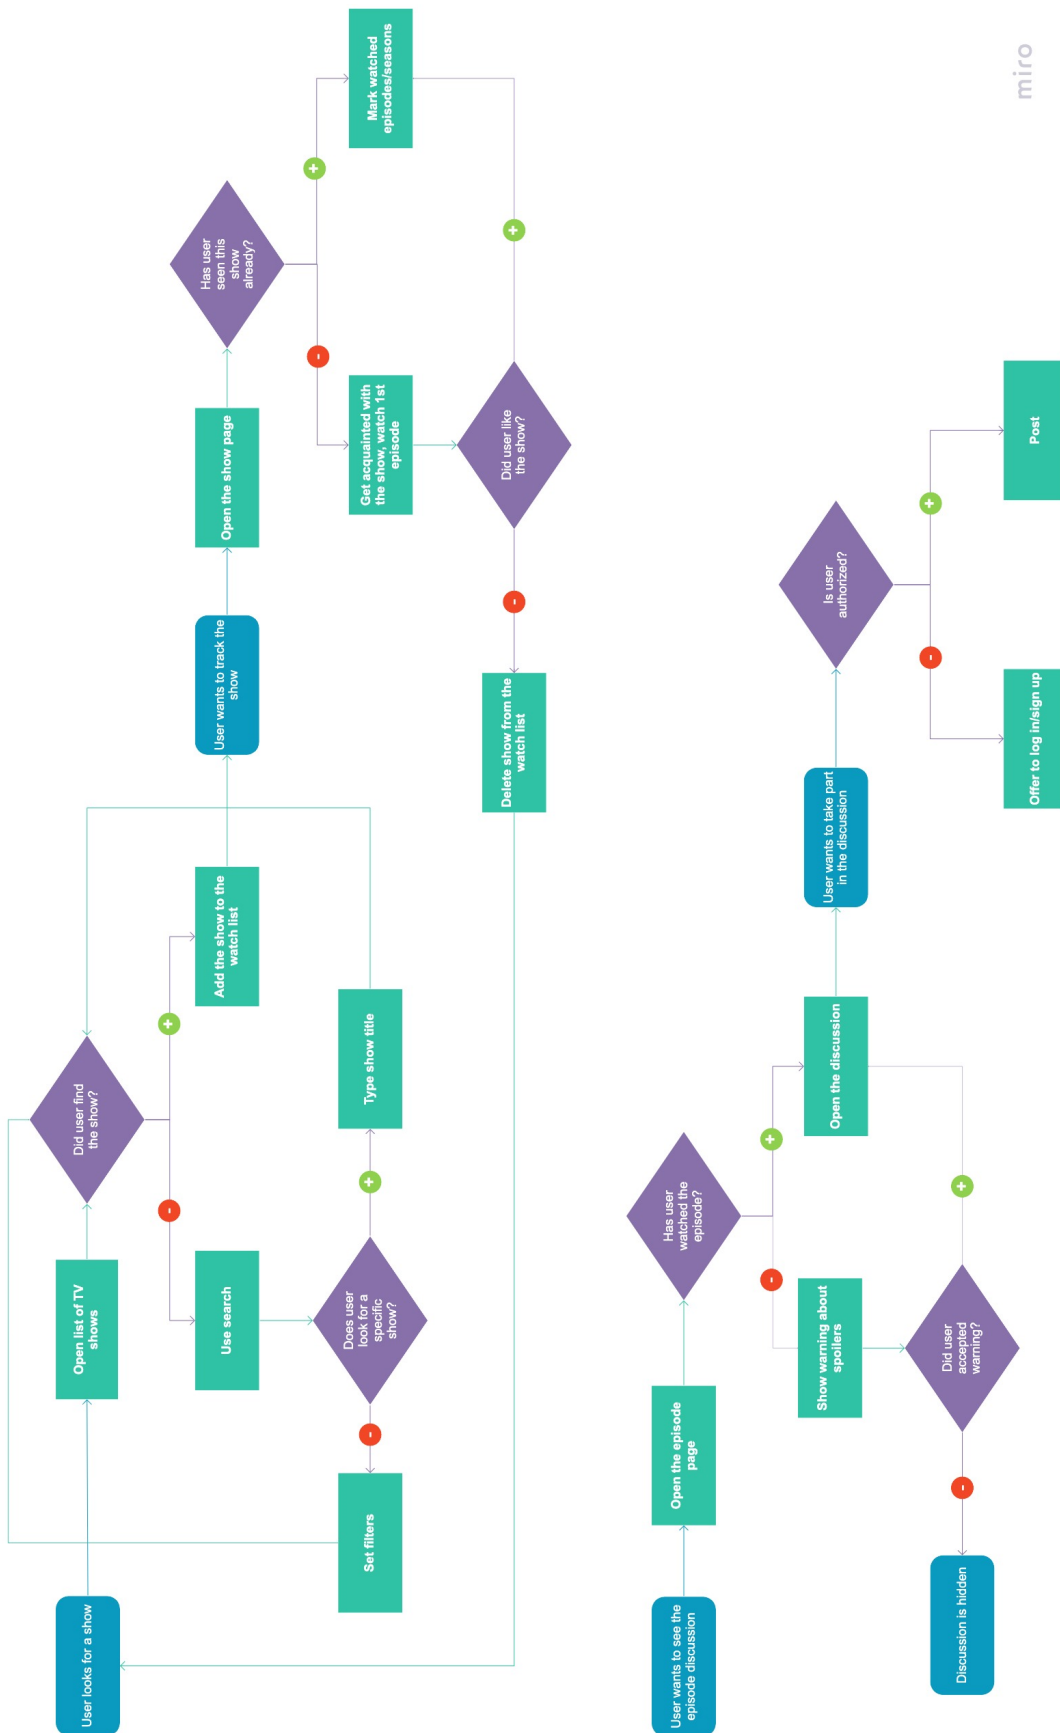 User looks for a show
Open list of TV
shows
Did user find
the show?
-
+
Use search
Add the show to the
watch list
Does user
look for a
specific
show?
-
+
Set filters
Type show title
User wants to track the
show
Open the show page
Has user
seen this
show
already?
-
+
Get acquainted with
the show, watch 1st
episode
Mark watched
episodes/seasons
Did user like
the show?
-
+
Delete show from the
watch list
User wants to see the
episode discussion
Open the episode
page
Has user
watched the
episode?
-
+
Show warning about
spoilers
Open the discussion
Did user
accepted
warning?
-
+
Discussion is hidden
User wants to take part
in the discussion
Is user
authorized?
-
+
Offer to log in/sign up
Post
miro